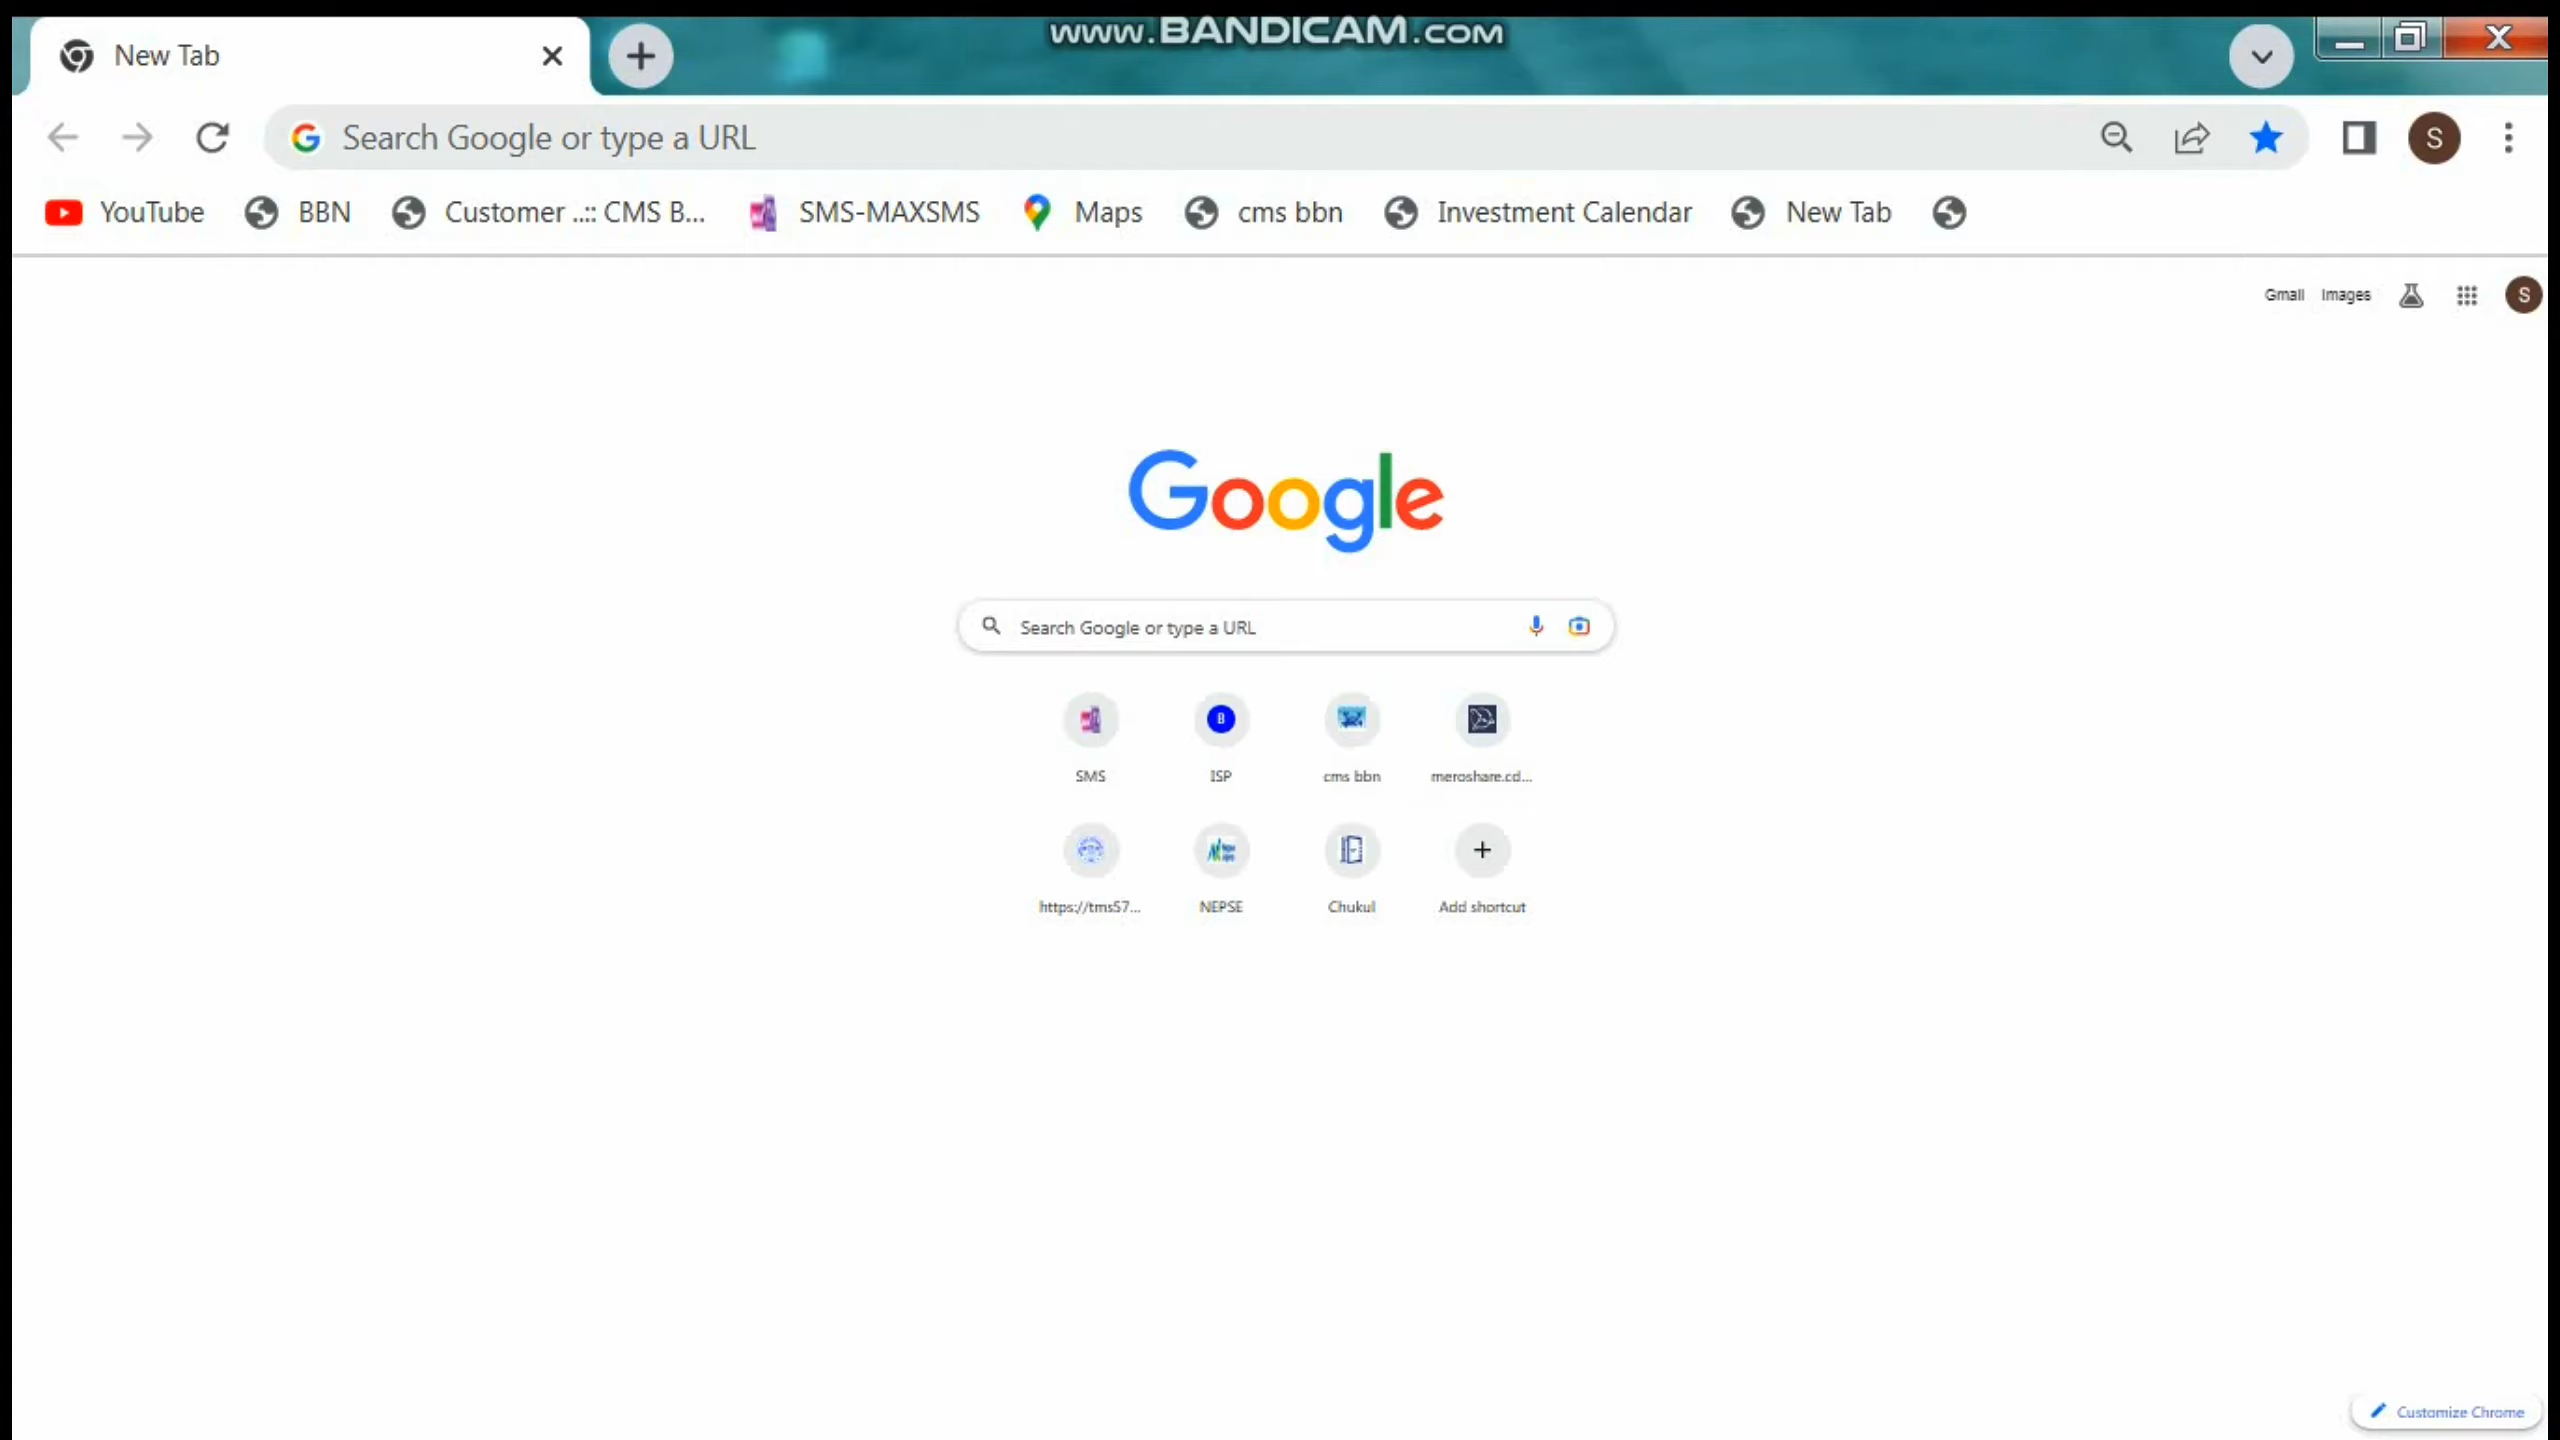 www.BANDICAM.com
New Tab
Search Google or type a URL
S
YouTube BBN Customer ..:: CMS B... SMS-MAXSMS Maps cms bbn Investment Calendar New Tab
Gmail Images S
Google
Search Google or type a URL
B
SMS ISP cms bbn meroshare.cd...
https://tms57... NEPSE Chukul Add shortcut
Customize Chrome